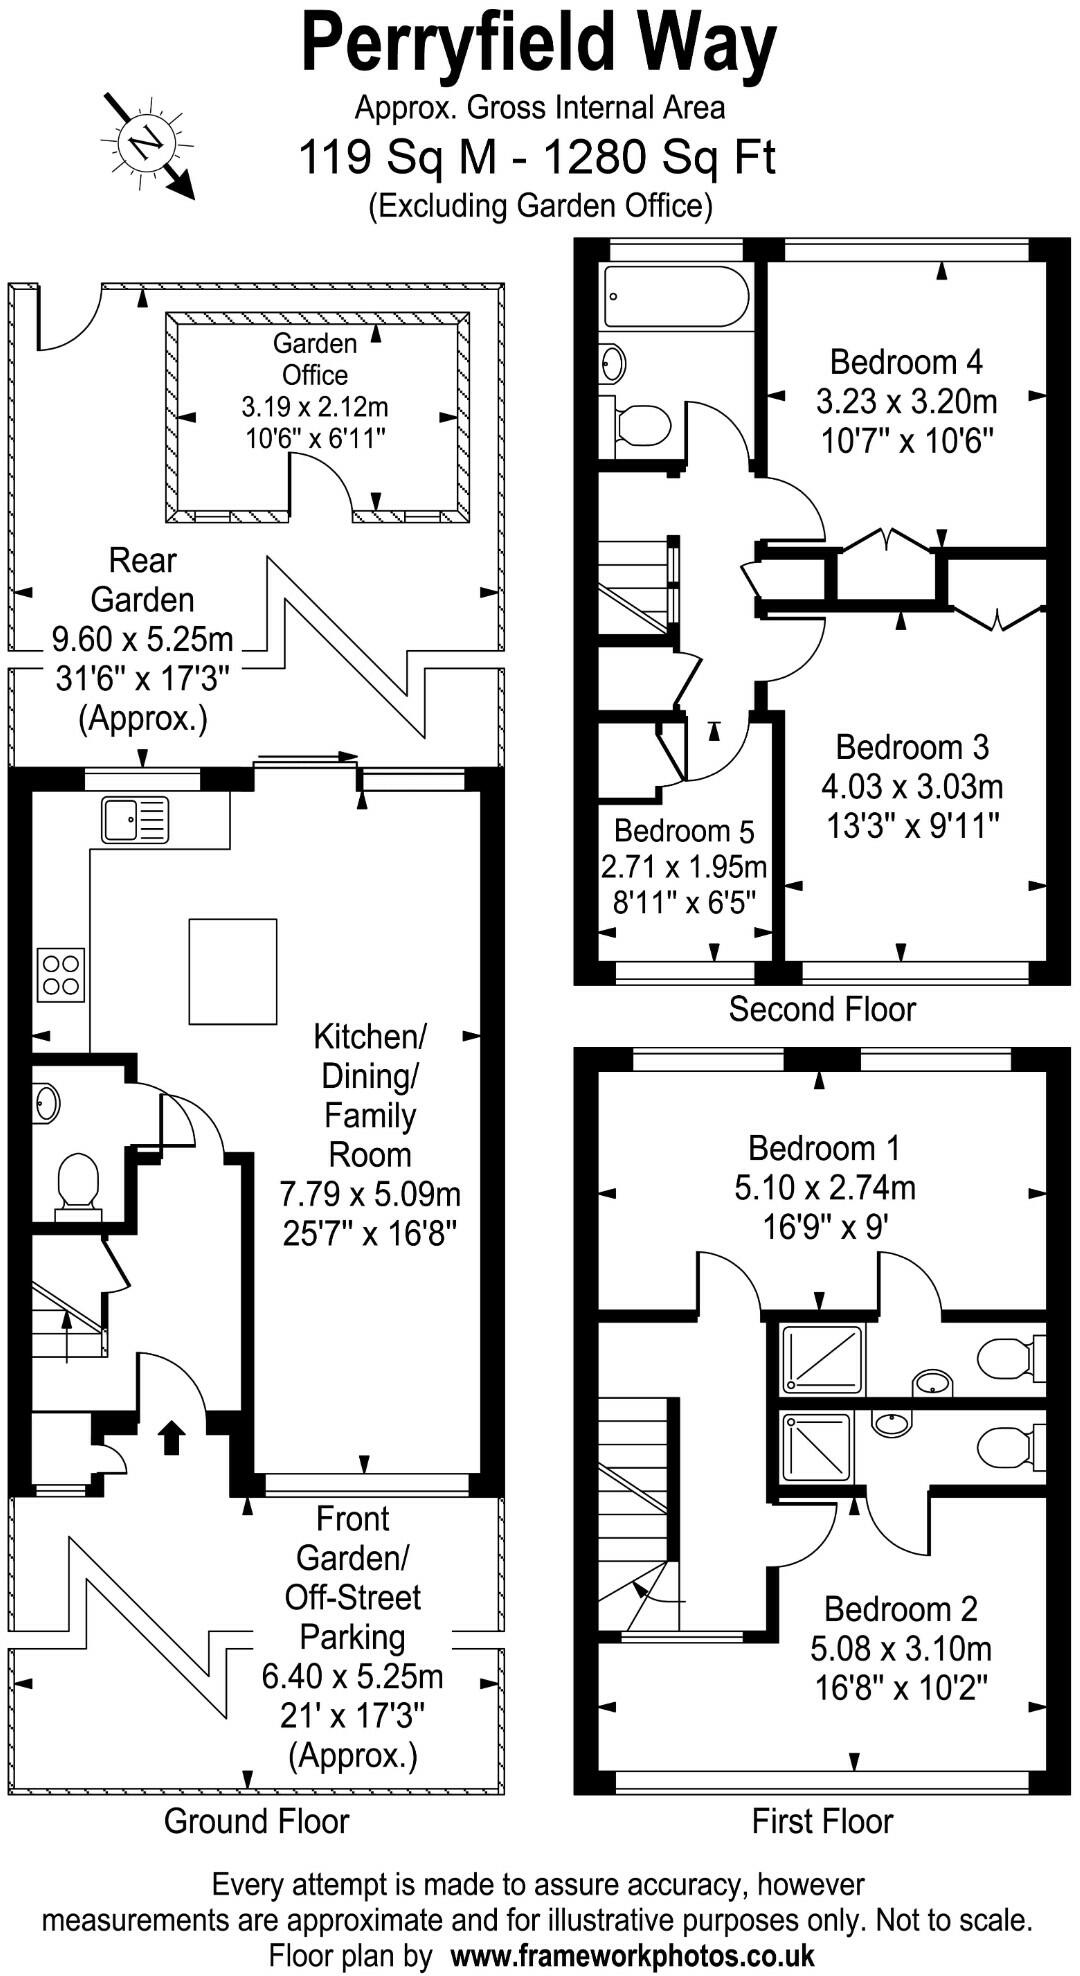 Perryfield Way
Approx. Gross Internal Area
119 Sq M - 1280 Sq Ft
(Excluding Garden Office)
N
Garden
Office
3.19 x 2.12m
10'6" x 6'11"
Rear
Garden
9.60 x 5.25m
31'6" x 17'3"
(Approx.)
Kitchen/
Dining/
Family
Room
7.79 x 5.09m
25'7" x 16'8"
Front
Garden/
Off-Street
Parking
6.40 x 5.25m
21' x 17'3"
(Approx.)
Ground Floor
Bedroom 4
3.23 x 3.20m
10'7" x 10'6"
Bedroom 3
4.03 x 3.03m
13'3" x 9'11"
Bedroom 5
2.71 x 1.95m
8'11" x 6'5"
Second Floor
Bedroom 1
5.10 x 2.74m
16'9" x 9'
Bedroom 2
5.08 x 3.10m
16'8" x 10'2"
First Floor
Every attempt is made to assure accuracy, however
measurements are approximate and for illustrative purposes only. Not to scale.
Floor plan by www.frameworkphotos.co.uk